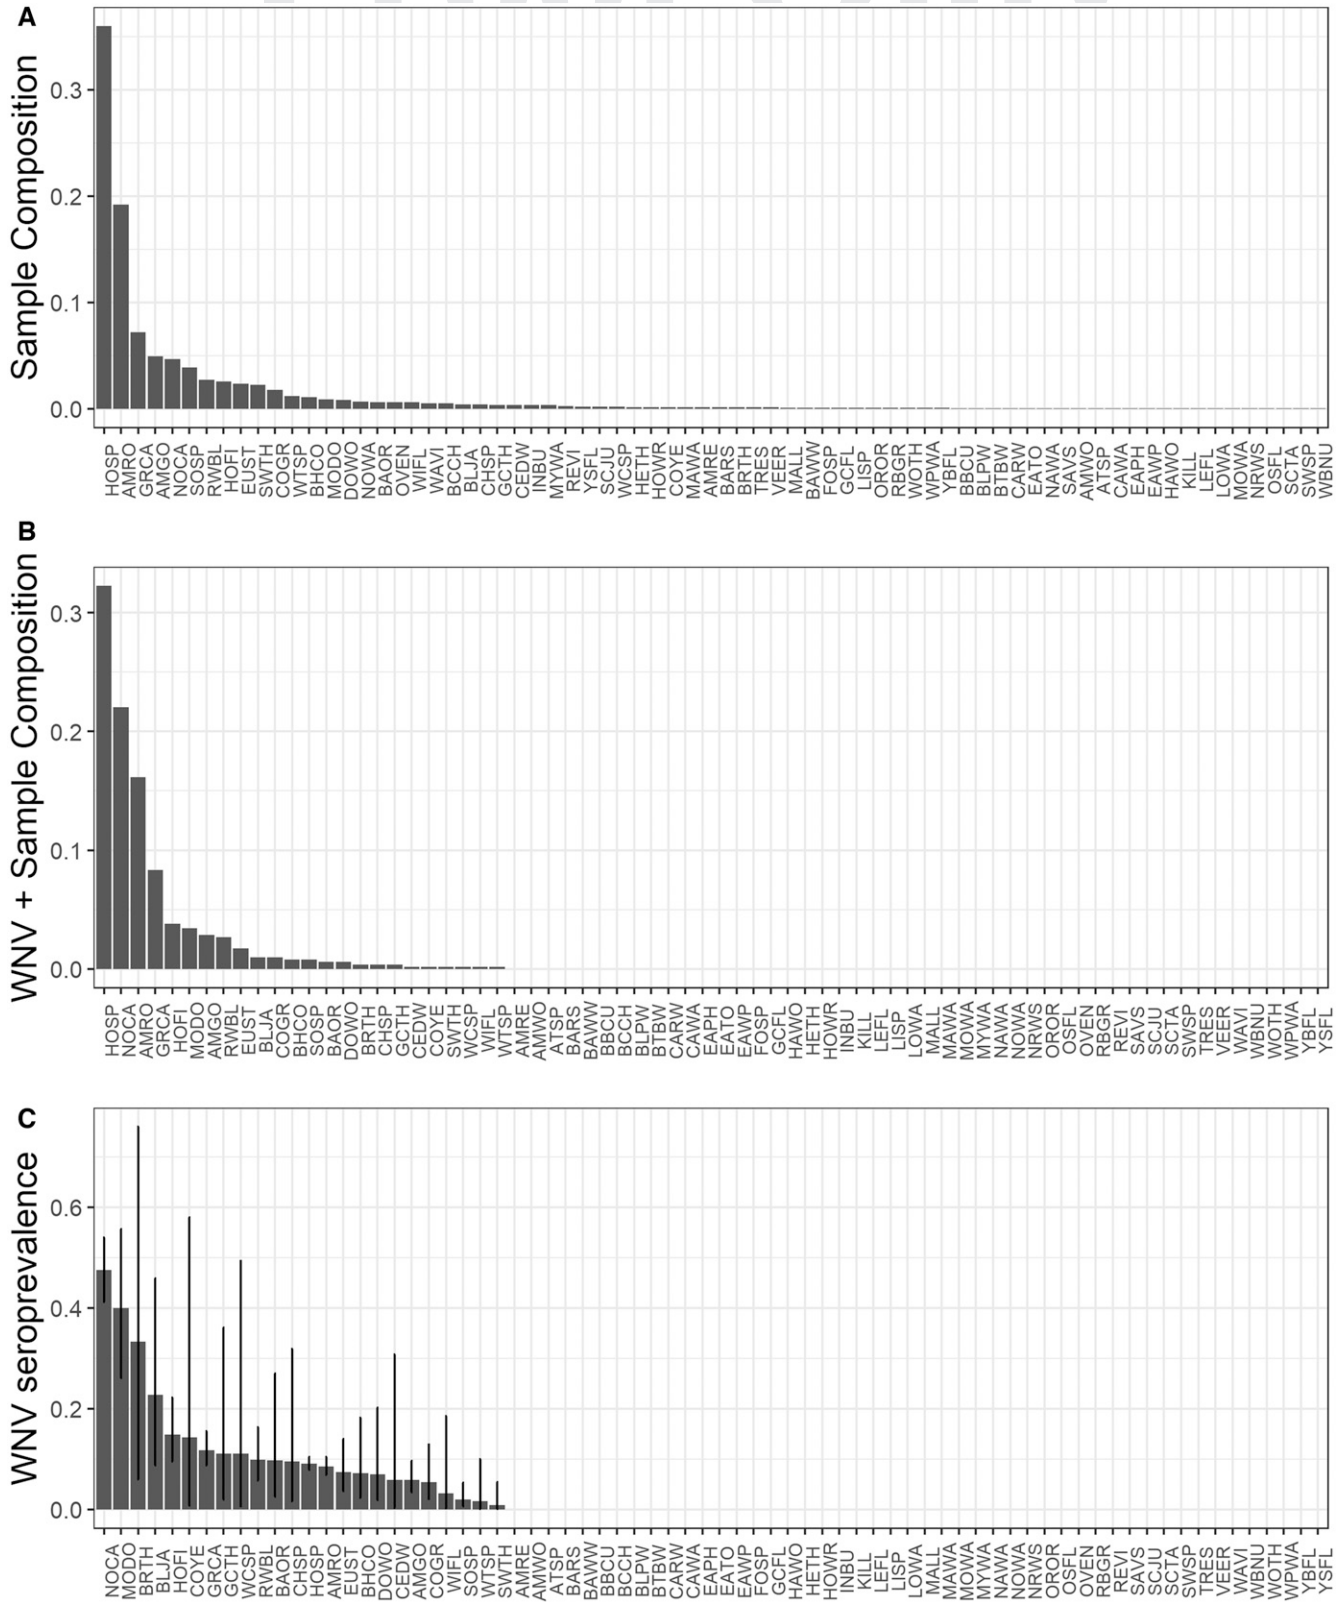 A
Sample Composition
0.3
0.2
0.1
0.0
HOSP
AMRO
GRCA
AMGO
NOCA
SOSP
RWBL
HOFI
EUST
SWTH
COGR
WTSP
BHCO
MODO
DOWO
NOWA
BAOR
OVEN
WIFL
WAVI
BCCH
BLJA
CHSP
GCTH
CEDW
INBU
MYWA
REVI
YSFL
SCJU
WCSP
HETH
HOWR
COYE
MAWA
AMRE
BARS
BRTH
TRES
VEER
MALL
BAWW
FOSP
GCFL
LISP
OROR
RBGR
WOTH
WPWA
YBFL
BBCU
BLPW
BTBW
CARW
EATO
NAWA
SAVS
AMWO
ATSP
CAWA
EAPH
EAWP
HAWO
KILL
LEFL
LOWA
MOWA
NRWS
OSFL
SCTA
SWSP
WBNU
B
WNV + Sample Composition
0.3
0.2
0.1
0.0
HOSP
NOCA
AMRO
GRCA
HOFI
MODO
AMGO
RWBL
EUST
BLJA
COGR
BHCO
SOSP
BAOR
DOWO
BRTH
CHSP
GCTH
CEDW
COYE
SWTH
WCSP
WIFL
WTSP
AMRE
AMWO
ATSP
BARS
BAWW
BBCU
BCCH
BLPW
BTBW
CARW
CAWA
EAPH
EATO
EAWP
FOSP
GCFL
HAWO
HETH
HOWR
INBU
KILL
LEFL
LISP
LOWA
MALL
MAWA
MOWA
MYWA
NAWA
NOWA
NRWS
OROR
OSFL
OVEN
RBGR
REVI
SAVS
SCJU
SCTA
SWSP
TRES
VEER
WAVI
WBNU
WOTH
WPWA
YBFL
YSFL
C
WNV seroprevalence
0.6
0.4
0.2
0.0
NOCA
MODO
BRTH
BLJA
HOFI
COYE
GRCA
GCTH
WCSP
RWBL
BAOR
CHSP
HOSP
AMRO
EUST
BHCO
DOWO
CEDW
AMGO
COGR
WIFL
SOSP
WTSP
SWTH
AMRE
AMWO
ATSP
BARS
BAWW
BBCU
BCCH
BLPW
BTBW
CARW
CAWA
EAPH
EATO
EAWP
FOSP
GCFL
HAWO
HETH
HOWR
INBU
KILL
LEFL
LISP
LOWA
MALL
MAWA
MOWA
MYWA
NAWA
NOWA
NRWS
OROR
OSFL
OVEN
RBGR
REVI
SAVS
SCJU
SCTA
SWSP
TRES
VEER
WAVI
WBNU
WOTH
WPWA
YBFL
YSFL